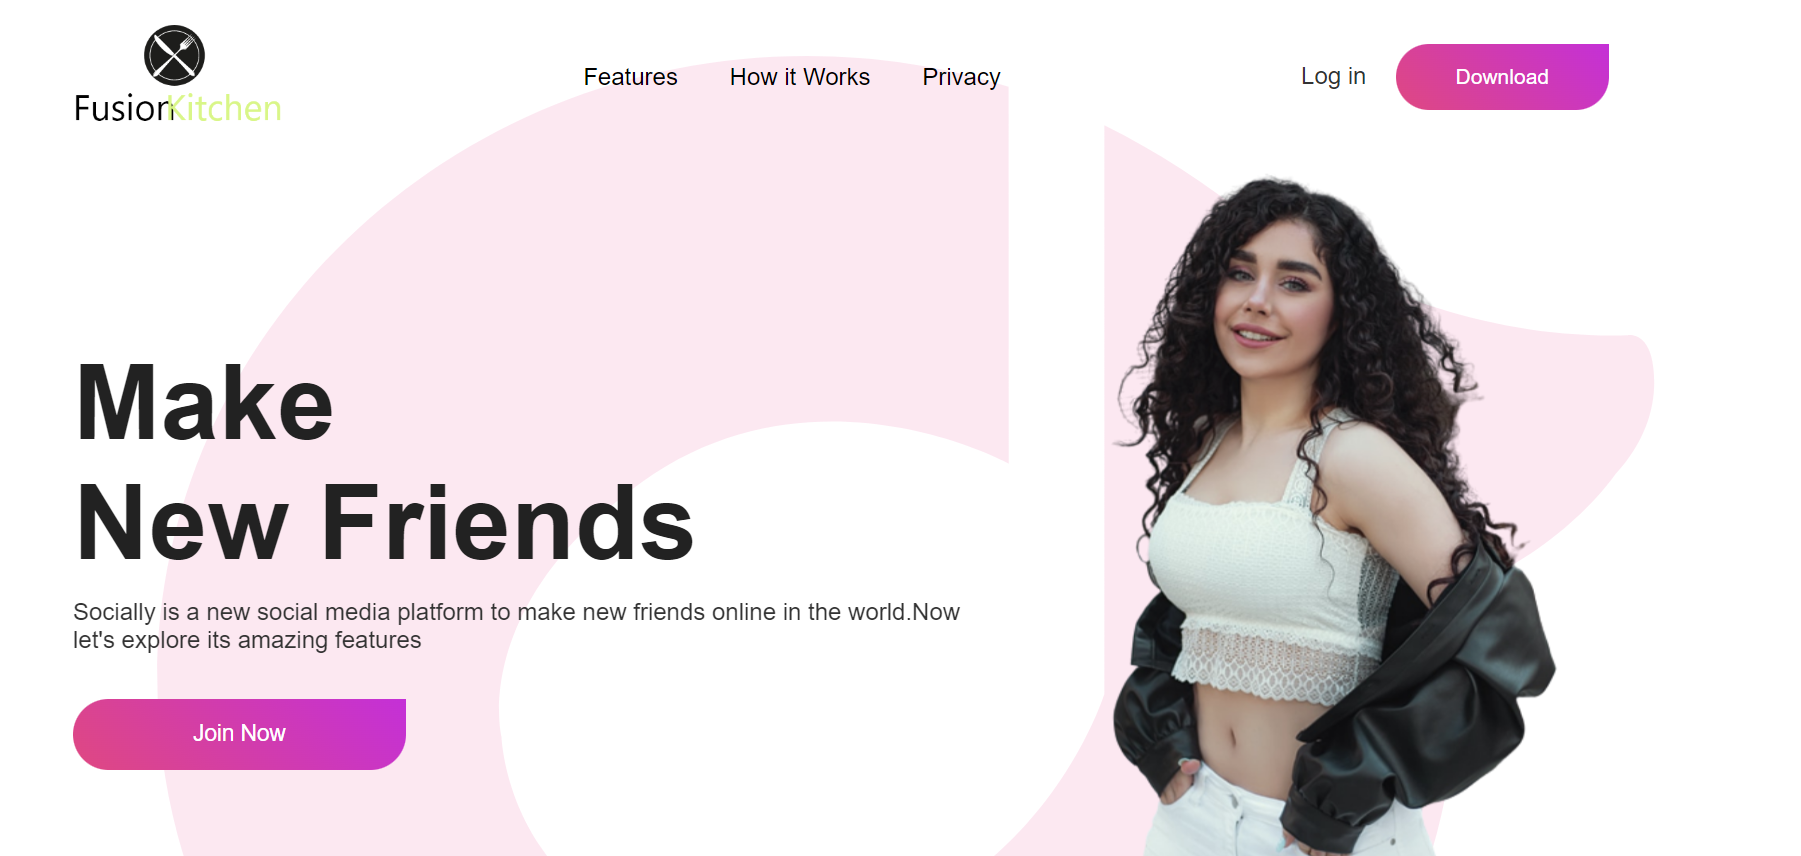 FusionKitchen
Features
How it Works
Privacy
Log in
Download
Make
New Friends
Socially is a new social media platform to make new friends online in the world.Now
let's explore its amazing features
Join Now